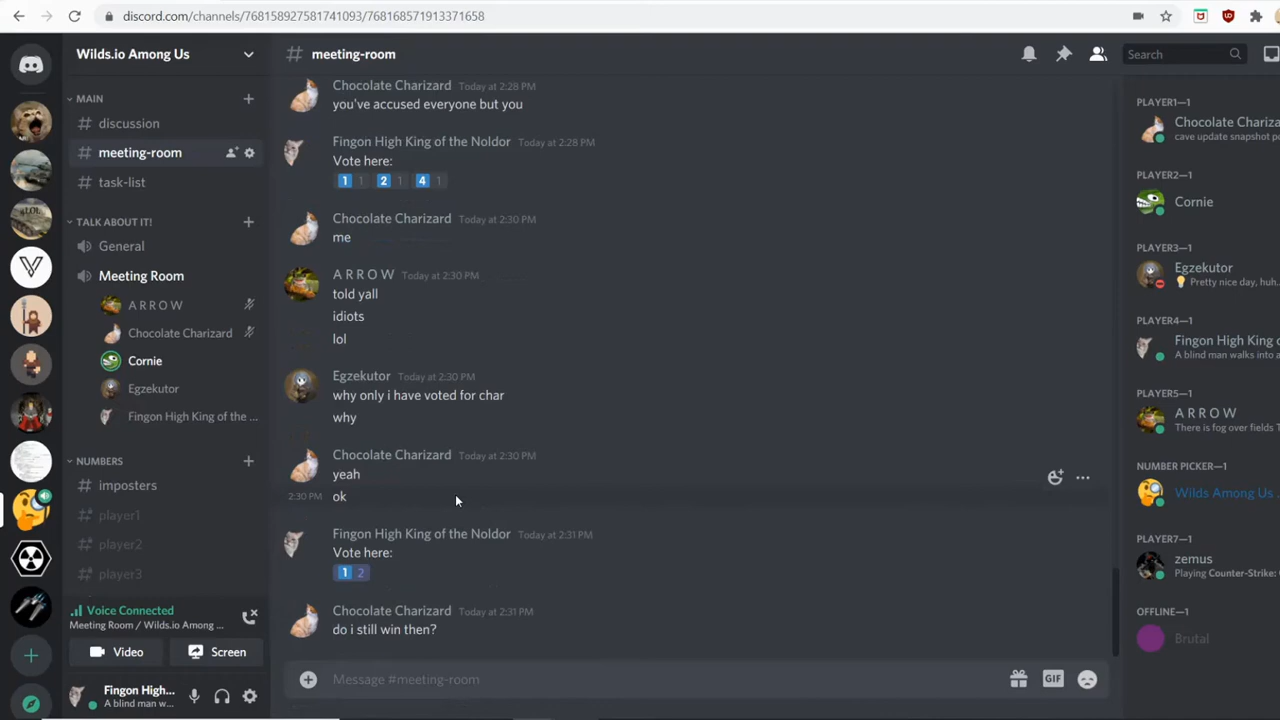 discord.com/channels/768158927581741093/768168571913371658
Wilds.io Among Us
MAIN
# discussion
# meeting-room
# task-list
TALK ABOUT IT!
General
Meeting Room
A R R O W
Chocolate Charizard
Cornie
Egzekutor
Fingon High King of the ...
NUMBERS
# imposters
# player1
# player2
# player3
Voice Connected
Meeting Room / Wilds.io Among ...
Video
Screen
Fingon High...
A blind man w...
# meeting-room
Search
Chocolate Charizard Today at 2:28 PM
you've accused everyone but you
Fingon High King of the Noldor Today at 2:28 PM
Vote here:
1 1 2 1 4 1
Chocolate Charizard Today at 2:30 PM
me
A R R O W Today at 2:30 PM
told yall
idiots
lol
Egzekutor Today at 2:30 PM
why only i have voted for char
why
Chocolate Charizard Today at 2:30 PM
yeah
2:30 PM ok
Fingon High King of the Noldor Today at 2:31 PM
Vote here:
1 2
Chocolate Charizard Today at 2:31 PM
do i still win then?
Message #meeting-room
GIF
PLAYER1—1
Chocolate Chariza
cave update snapshot po
PLAYER2—1
Cornie
PLAYER3—1
Egzekutor
Pretty nice day, huh..
PLAYER4—1
Fingon High King o
A blind man walks into a
PLAYER5—1
A R R O W
There is fog over fields T
NUMBER PICKER—1
Wilds Among Us
PLAYER7—1
zemus
Playing Counter-Strike:
OFFLINE—1
Brutal